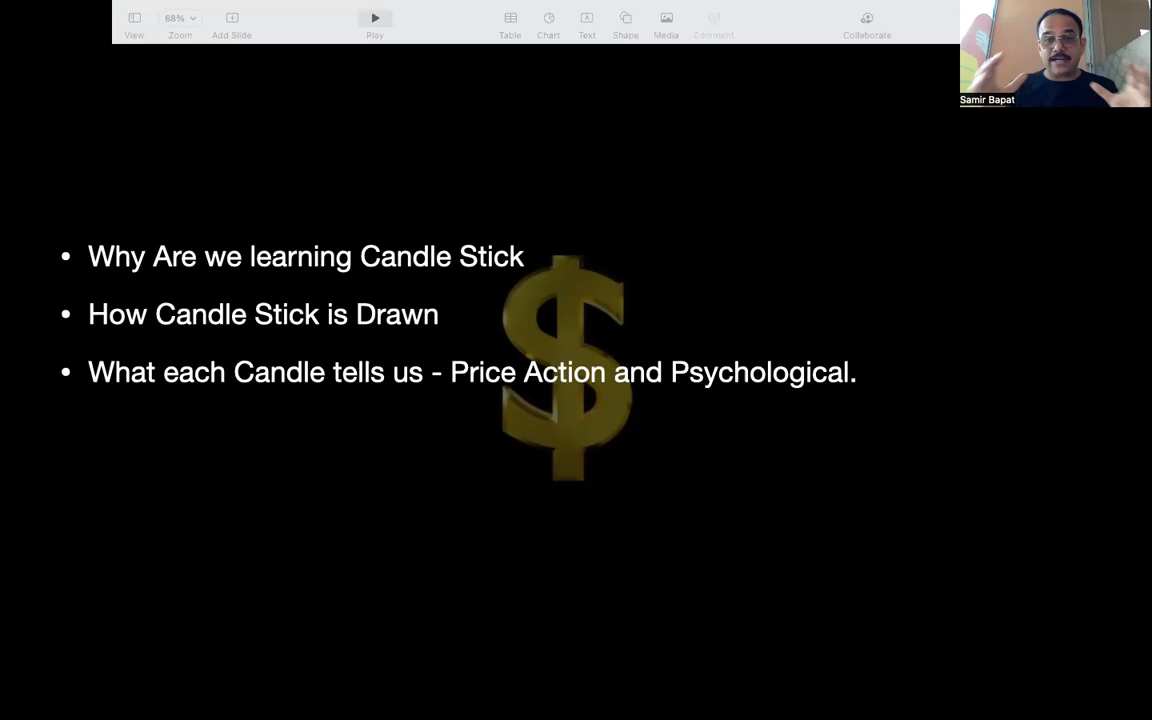 68%
View
Zoom
Add Slide
Play
Table
Chart
Text
Shape
Media
Comment
Collaborate
Samir Bapat
• Why Are we learning Candle Stick
• How Candle Stick is Drawn
• What each Candle tells us - Price Action and Psychological.
$